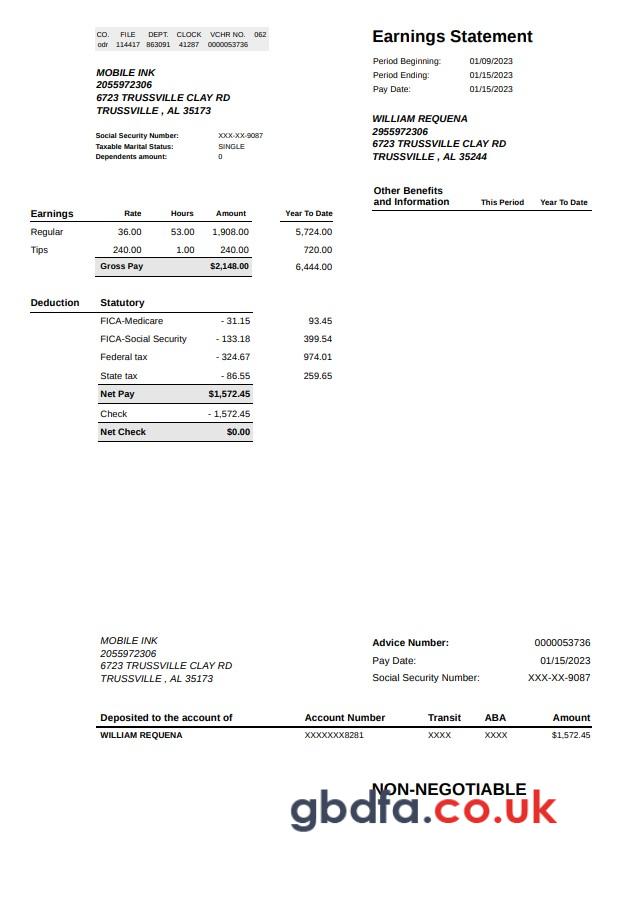 CO. FILE DEPT. CLOCK VCHR NO. 062
odr 114417 863091 41287 0000053736
Earnings Statement
Period Beginning: 01/09/2023
Period Ending: 01/15/2023
Pay Date: 01/15/2023
MOBILE INK
2055972306
6723 TRUSSVILLE CLAY RD
TRUSSVILLE , AL 35173
WILLIAM REQUENA
2955972306
6723 TRUSSVILLE CLAY RD
TRUSSVILLE , AL 35244
Social Security Number: XXX-XX-9087
Taxable Marital Status: SINGLE
Dependents amount: 0
Other Benefits
and Information This Period Year To Date
Earnings Rate Hours Amount Year To Date
Regular 36.00 53.00 1,908.00 5,724.00
Tips 240.00 1.00 240.00 720.00
Gross Pay $2,148.00 6,444.00
Deduction Statutory
FICA-Medicare - 31.15 93.45
FICA-Social Security - 133.18 399.54
Federal tax - 324.67 974.01
State tax - 86.55 259.65
Net Pay $1,572.45
Check - 1,572.45
Net Check $0.00
MOBILE INK
2055972306
6723 TRUSSVILLE CLAY RD
TRUSSVILLE , AL 35173
Advice Number: 0000053736
Pay Date: 01/15/2023
Social Security Number: XXX-XX-9087
Deposited to the account of Account Number Transit ABA Amount
WILLIAM REQUENA XXXXXXX8281 XXXX XXXX $1,572.45
NON-NEGOTIABLE
gbdfa.co.uk